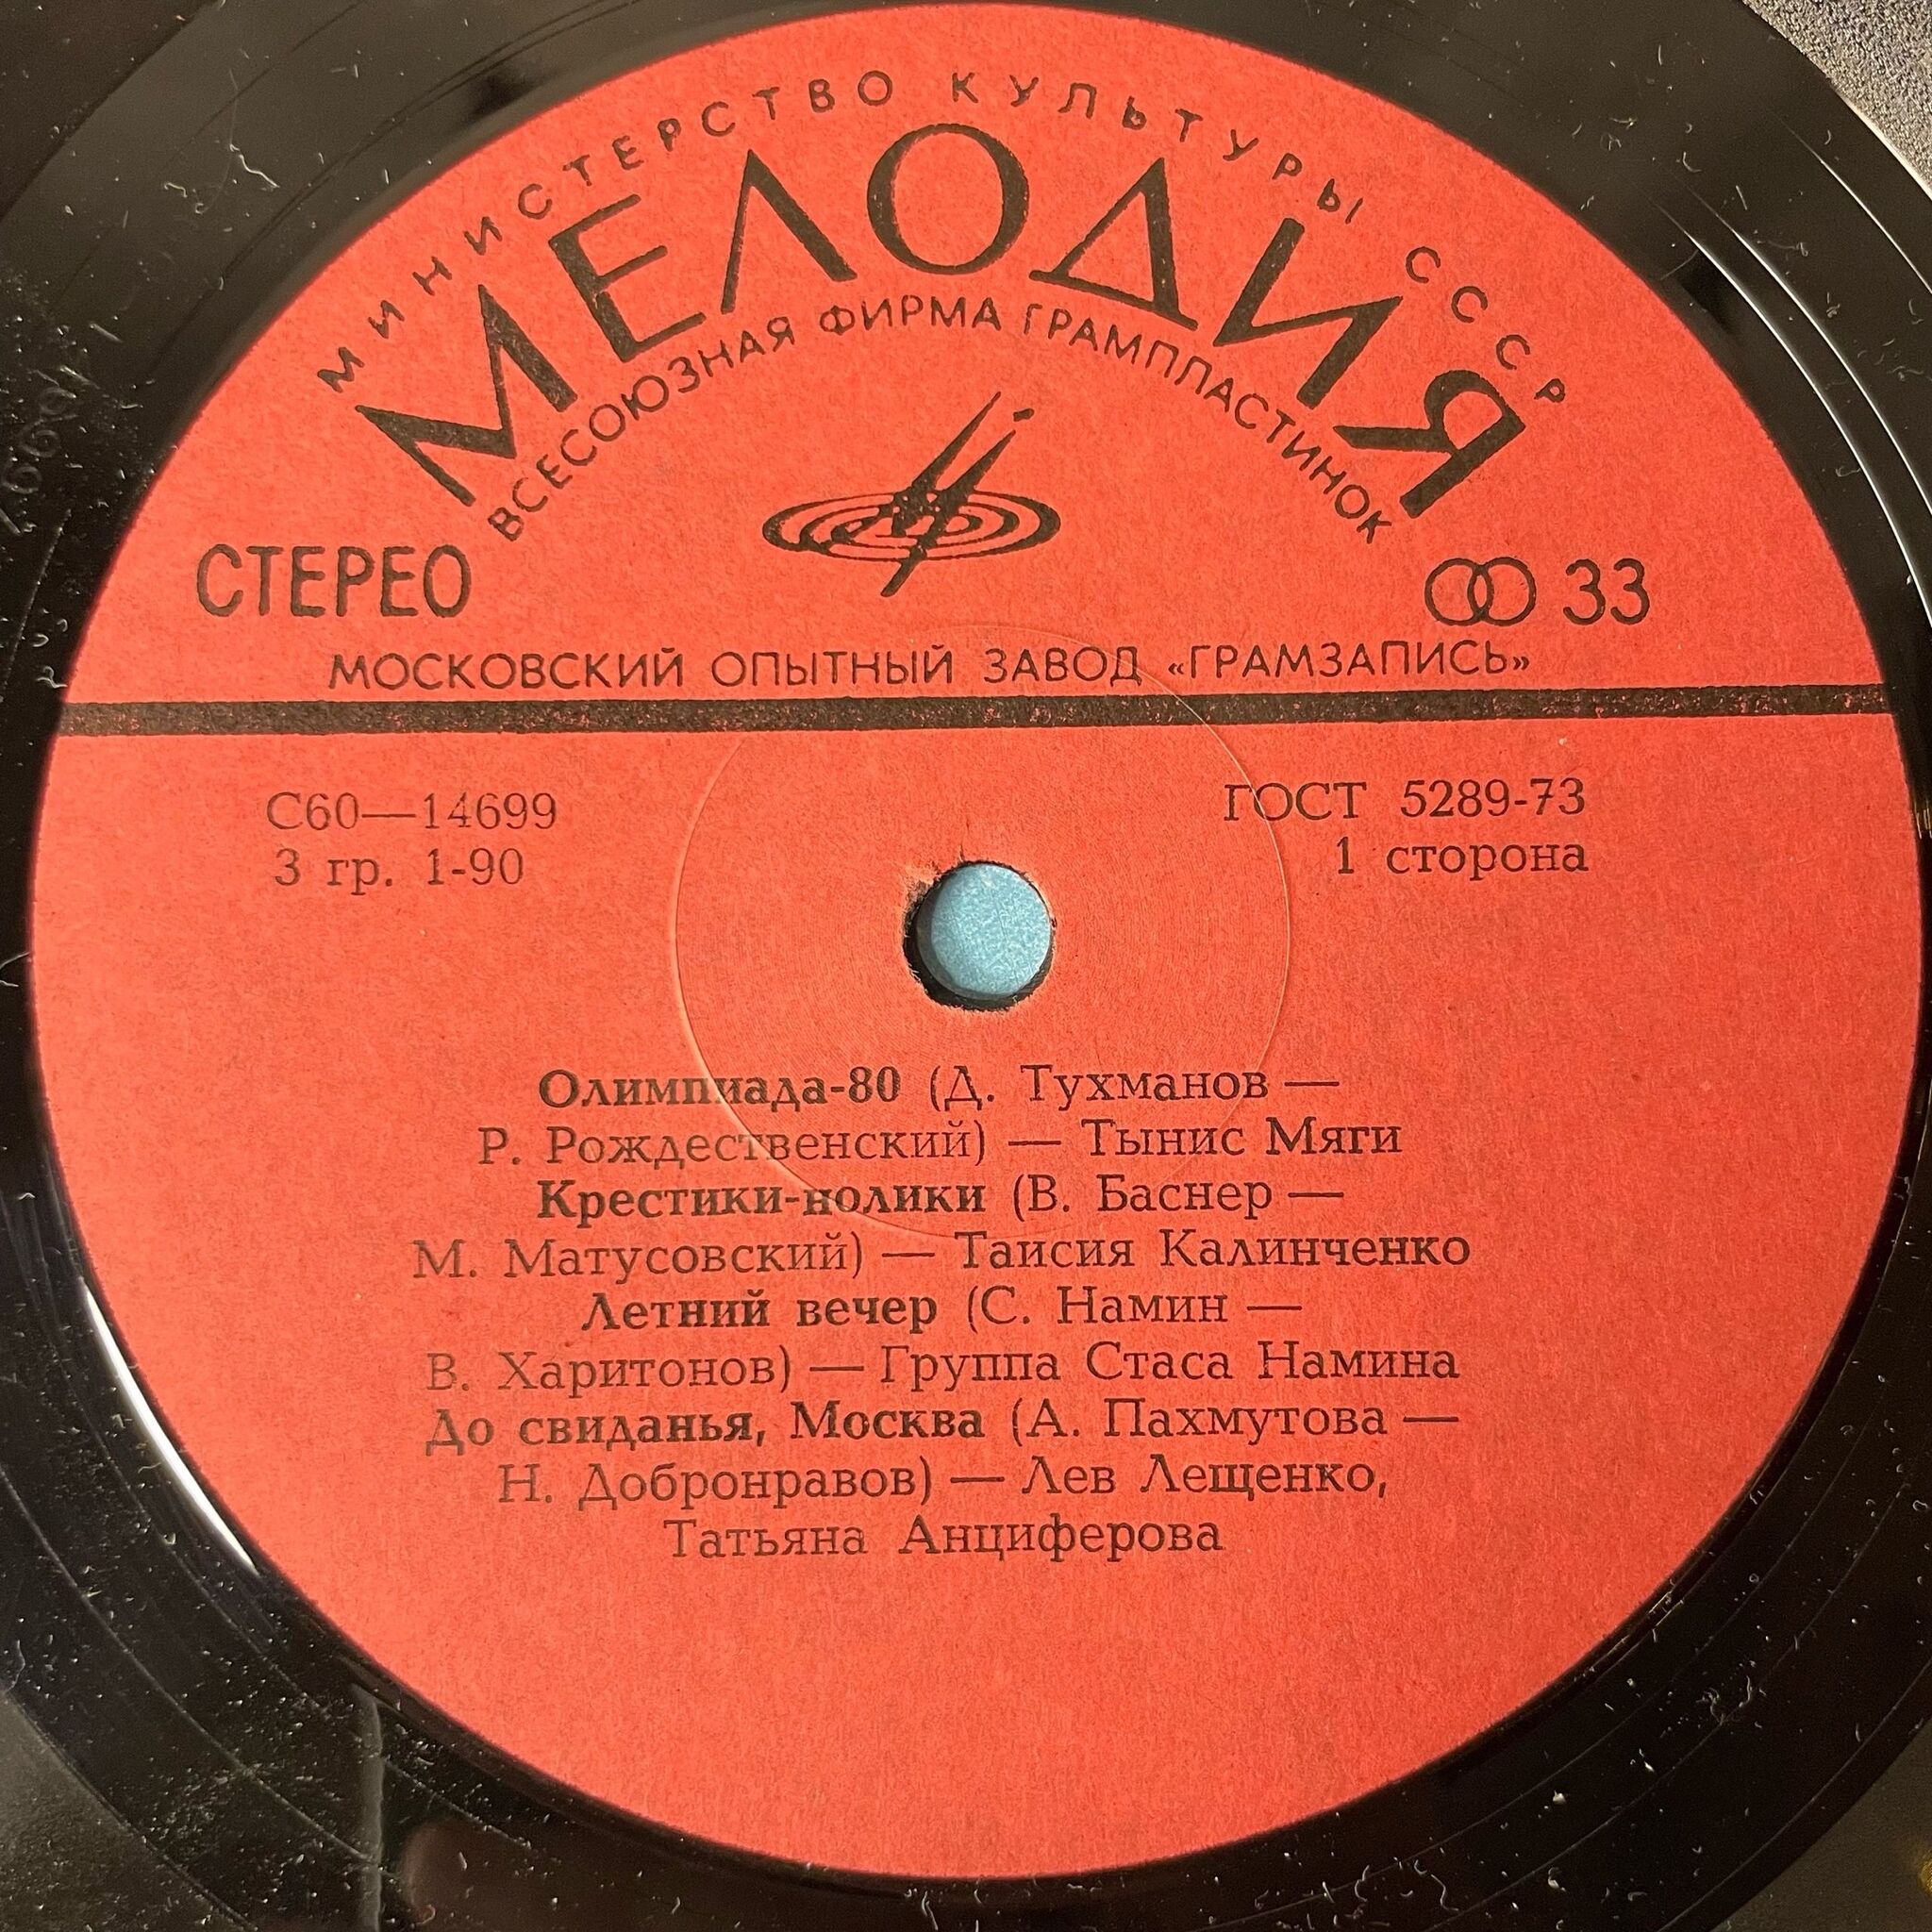 МИНИСТЕРСТВО КУЛЬТУРЫ СССР
МЕЛОДИЯ
ВСЕСОЮЗНАЯ ФИРМА ГРАМПЛАСТИНОК
СТЕРЕО
33
МОСКОВСКИЙ ОПЫТНЫЙ ЗАВОД «ГРАМЗАПИСЬ»
С60—14699 ГОСТ 5289-73
3 гр. 1-90 1 сторона
Олимпиада-80 (Д. Тухманов —
Р. Рождественский) — Тынис Мяги
Крестики-нолики (В. Баснер —
М. Матусовский) — Таисия Калинченко
Летний вечер (С. Намин —
В. Харитонов) — Группа Стаса Намина
До свиданья, Москва (А. Пахмутова —
Н. Добронравов) — Лев Лещенко,
Татьяна Анциферова